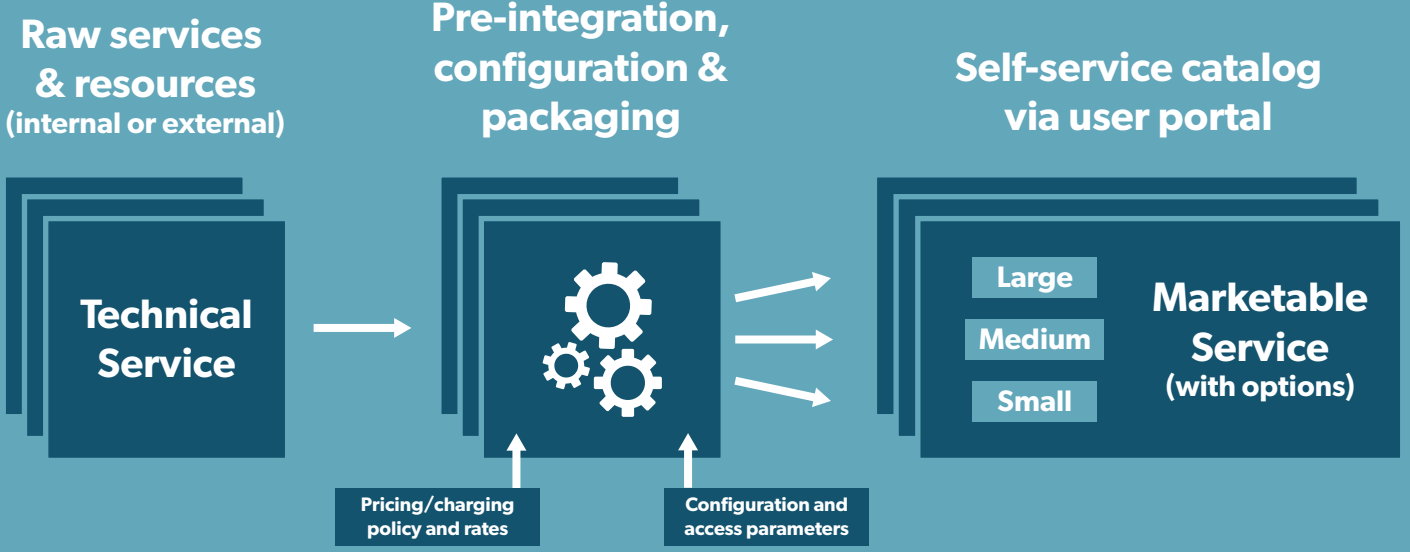 Raw services
& resources
(internal or external)
Pre-integration,
configuration &
packaging
Self-service catalog
via user portal
Technical
Service
Large
Medium
Small
Marketable
Service
(with options)
Pricing/charging
policy and rates
Configuration and
access parameters